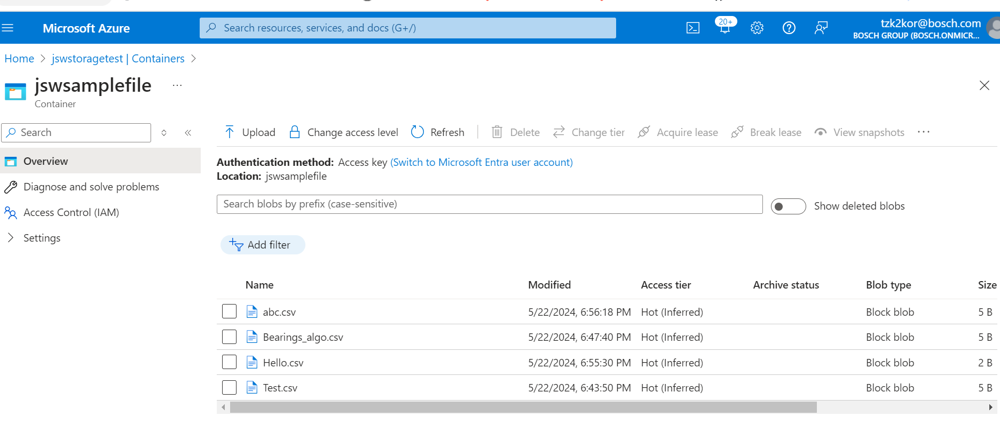 Microsoft Azure
Search resources, services, and docs (G+/)
20+
tzk2kor@bosch.com
BOSCH GROUP (BOSCH.ONMICR...
Home > jswstoragetest | Containers >
jswsamplefile ...
Container
Search
Overview
Diagnose and solve problems
Access Control (IAM)
Settings
Upload Change access level Refresh Delete Change tier Acquire lease Break lease View snapshots ...
Authentication method: Access key (Switch to Microsoft Entra user account)
Location: jswsamplefile
Search blobs by prefix (case-sensitive)
Show deleted blobs
Add filter
Name Modified Access tier Archive status Blob type Size
abc.csv 5/22/2024, 6:56:18 PM Hot (Inferred) Block blob 5 B
Bearings_algo.csv 5/22/2024, 6:47:40 PM Hot (Inferred) Block blob 5 B
Hello.csv 5/22/2024, 6:55:30 PM Hot (Inferred) Block blob 2 B
Test.csv 5/22/2024, 6:43:50 PM Hot (Inferred) Block blob 5 B